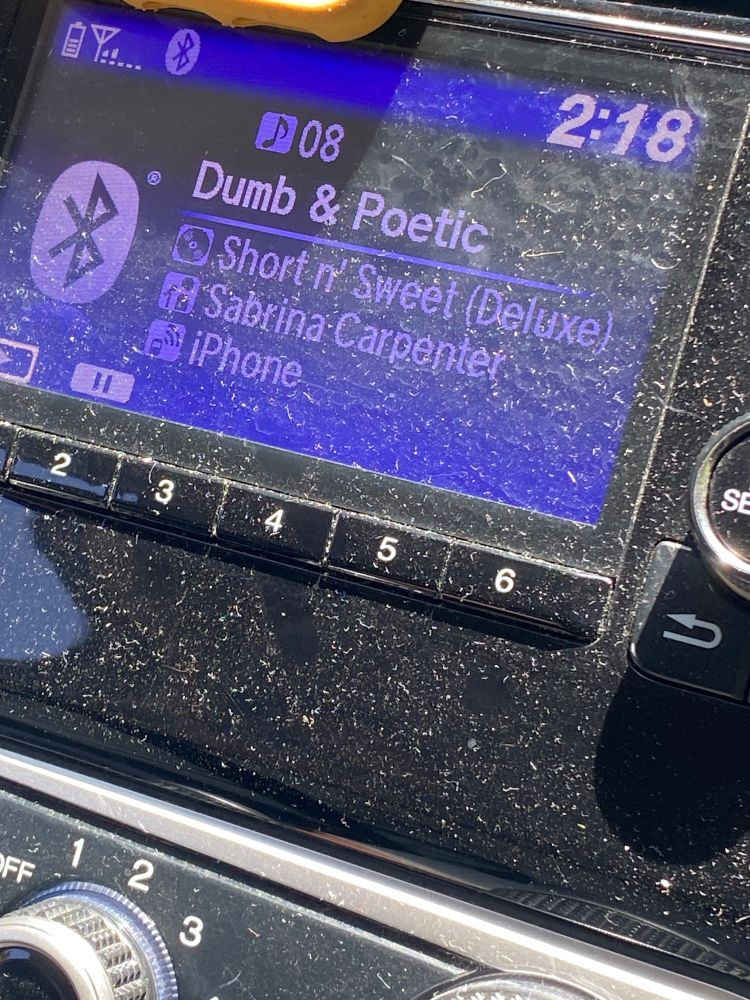 2:18
08
Dumb & Poetic
®
Short n' Sweet (Deluxe)
Sabrina Carpenter
iPhone
2 3 4 5 6
SE
OFF 1 2 3